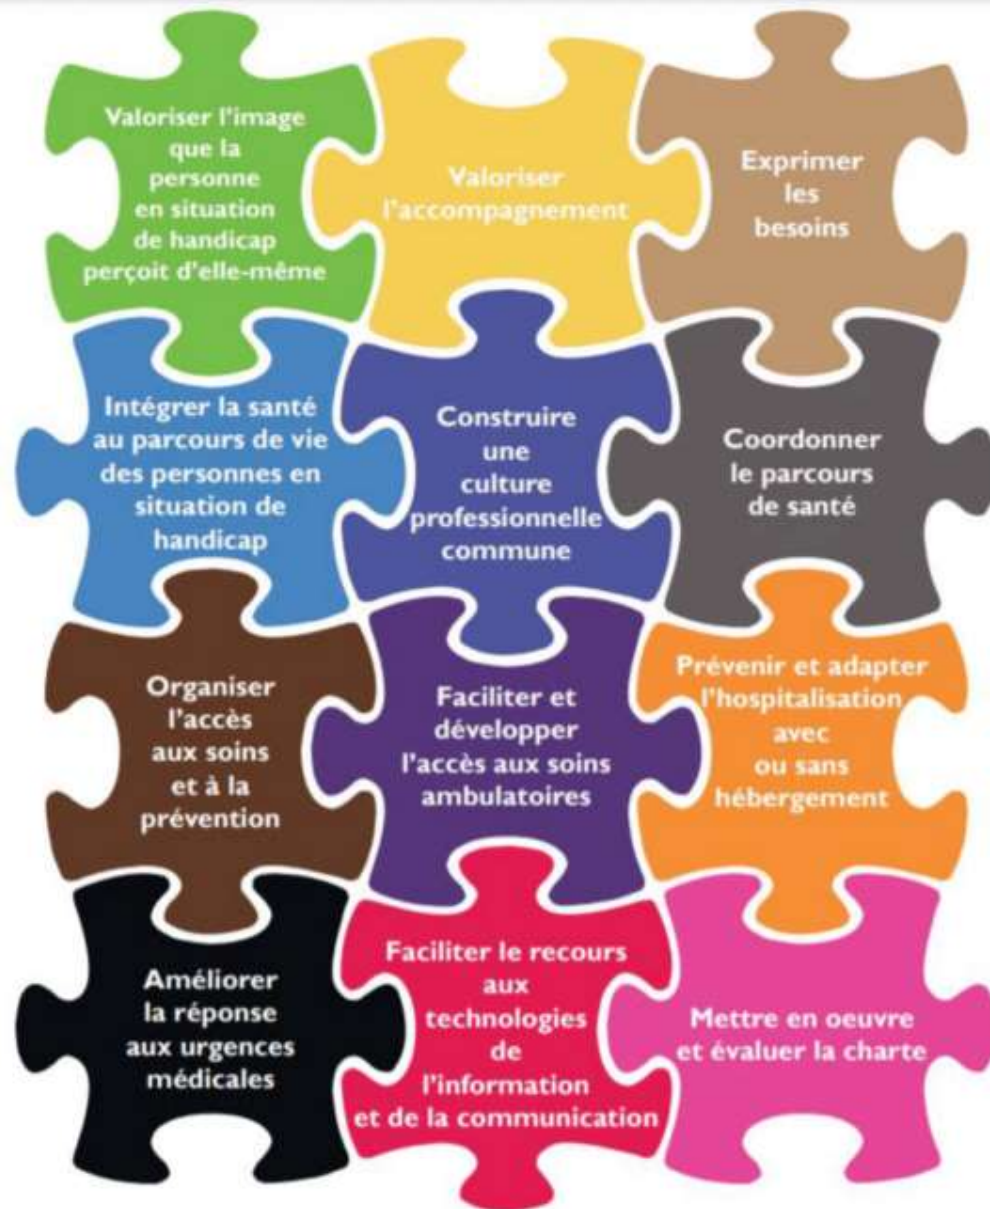 Valoriser l'image
que la
personne
en situation
de handicap
perçoit d'elle-même
Valoriser
l'accompagnement
Exprimer
les
besoins
Intégrer la santé
au parcours de vie
des personnes en
situation de
handicap
Construire
une
culture
professionnelle
commune
Coordonner
le parcours
de santé
Organiser
l'accès
aux soins
et à la
prévention
Faciliter et
développer
l'accès aux soins
ambulatoires
Prévenir et adapter
l'hospitalisation
avec
ou sans
hébergement
Améliorer
la réponse
aux urgences
médicales
Faciliter le recours
aux
technologies
de
l'information
et de la communication
Mettre en oeuvre
et évaluer la charte